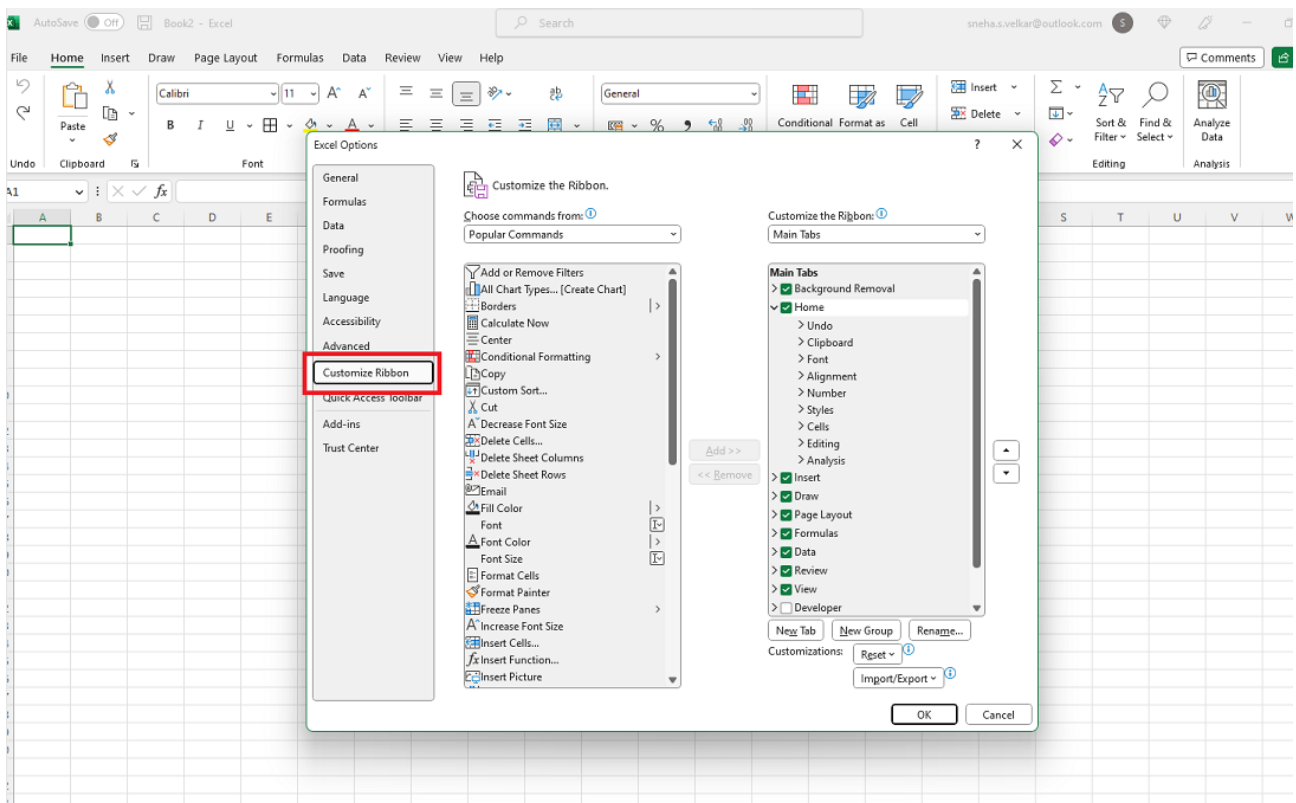 AutoSave Off Book2 - Excel Search sneha.s.velkar@outlook.com S
File Home Insert Draw Page Layout Formulas Data Review View Help Comments
Calibri 11 General Insert
Paste B I U Conditional Format as Cell Delete Sort & Find & Analyze
Filter Select Data
Undo Clipboard Font Editing Analysis
A1 fx
A B C D E S T U V W
Excel Options ? X
General
Formulas
Data
Proofing
Save
Language
Accessibility
Advanced
Customize Ribbon
Quick Access Toolbar
Add-ins
Trust Center
Customize the Ribbon.
Choose commands from:
Popular Commands
Add or Remove Filters
All Chart Types... [Create Chart]
Borders
Calculate Now
Center
Conditional Formatting
Copy
Custom Sort...
Cut
Decrease Font Size
Delete Cells...
Delete Sheet Columns
Delete Sheet Rows
Email
Fill Color
Font
Font Color
Font Size
Format Cells
Format Painter
Freeze Panes
Increase Font Size
Insert Cells...
Insert Function...
Insert Picture
Add >>
<< Remove
Customize the Ribbon:
Main Tabs
Main Tabs
Background Removal
Home
Undo
Clipboard
Font
Alignment
Number
Styles
Cells
Editing
Analysis
Insert
Draw
Page Layout
Formulas
Data
Review
View
Developer
New Tab New Group Rename...
Customizations: Reset
Import/Export
OK Cancel